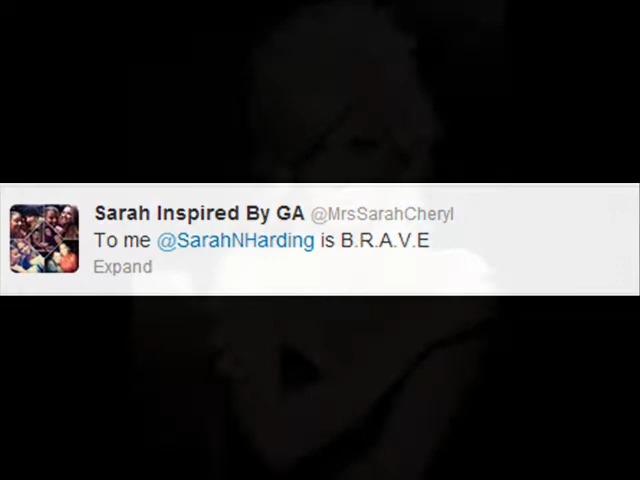 Sarah Inspired By GA @MrsSarahCheryl
To me @SarahNHarding is B.R.A.V.E
Expand